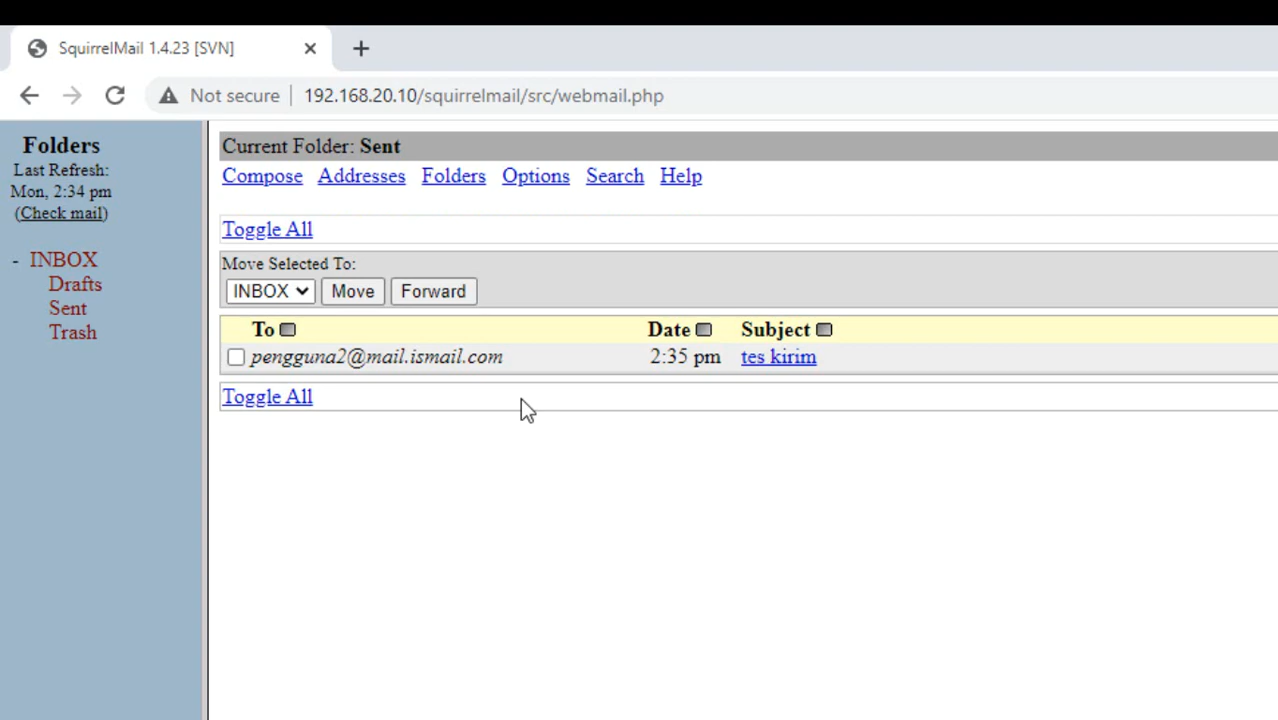 SquirrelMail 1.4.23 [SVN]
Not secure 192.168.20.10/squirrelmail/src/webmail.php
Folders
Last Refresh:
Mon, 2:34 pm
(Check mail)
- INBOX
Drafts
Sent
Trash
Current Folder: Sent
Compose Addresses Folders Options Search Help
Toggle All
Move Selected To:
INBOX Move Forward
To Date Subject
pengguna2@mail.ismail.com 2:35 pm tes kirim
Toggle All